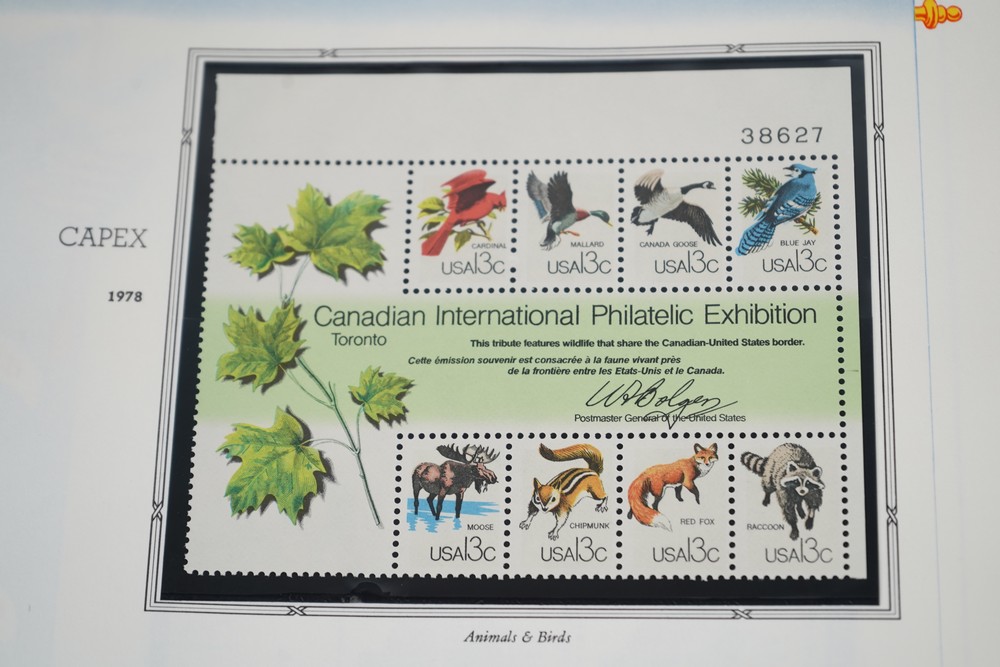 38627
CAPEX
1978
CARDINAL
USA13c
MALLARD
USA13c
CANADA GOOSE
USA13c
BLUE JAY
USA13c
Canadian International Philatelic Exhibition
Toronto
This tribute features wildlife that share the Canadian-United States border.
Cette émission souvenir est consacrée à la faune vivant près
de la frontière entre les Etats-Unis et le Canada.
WFBolger
Postmaster General of the United States
MOOSE
USA13c
CHIPMUNK
USA13c
RED FOX
USA13c
RACCOON
USA13c
Animals & Birds